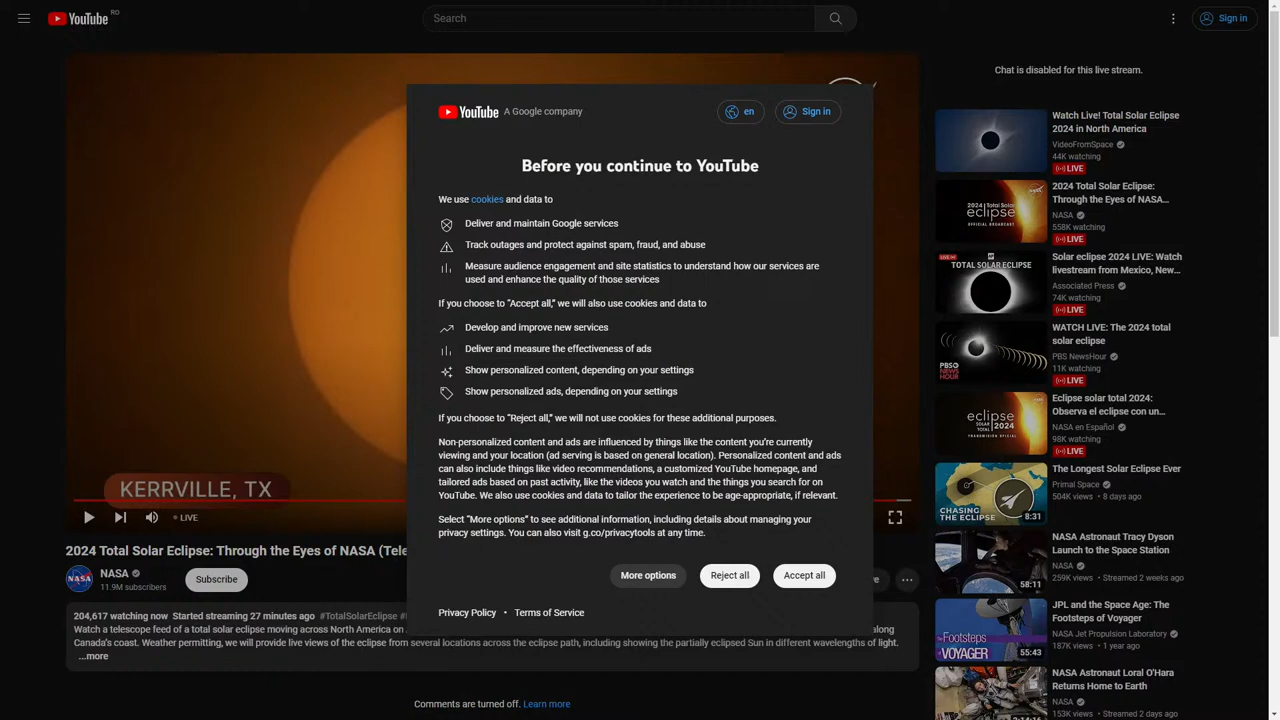 YouTube RO
Search
Sign in
Chat is disabled for this live stream.
YouTube A Google company
en
Sign in
Before you continue to YouTube
We use cookies and data to
Deliver and maintain Google services
Track outages and protect against spam, fraud, and abuse
Measure audience engagement and site statistics to understand how our services are
used and enhance the quality of those services
If you choose to “Accept all,” we will also use cookies and data to
Develop and improve new services
Deliver and measure the effectiveness of ads
Show personalized content, depending on your settings
Show personalized ads, depending on your settings
If you choose to “Reject all,” we will not use cookies for these additional purposes.
Non-personalized content and ads are influenced by things like the content you’re currently
viewing and your location (ad serving is based on general location). Personalized content and ads
can also include things like video recommendations, a customized YouTube homepage, and
tailored ads based on past activity, like the videos you watch and the things you search for on
YouTube. We also use cookies and data to tailor the experience to be age-appropriate, if relevant.
Select “More options” to see additional information, including details about managing your
privacy settings. You can also visit g.co/privacytools at any time.
More options
Reject all
Accept all
Privacy Policy • Terms of Service
KERRVILLE, TX
• LIVE
2024 Total Solar Eclipse: Through the Eyes of NASA (Tele
NASA
11.9M subscribers
Subscribe
204,617 watching now Started streaming 27 minutes ago #TotalSolarEclipse
Watch a telescope feed of a total solar eclipse moving across North America on along
Canada’s coast. Weather permitting, we will provide live views of the eclipse from several locations across the eclipse path, including showing the partially eclipsed Sun in different wavelengths of light.
...more
Comments are turned off. Learn more
Watch Live! Total Solar Eclipse
2024 in North America
VideoFromSpace
44K watching
LIVE
2024 TOTAL SOLAR
eclipse
OFFICIAL BROADCAST
2024 Total Solar Eclipse:
Through the Eyes of NASA…
NASA
558K watching
LIVE
TOTAL SOLAR ECLIPSE
Solar eclipse 2024 LIVE: Watch
livestream from Mexico, New…
Associated Press
74K watching
LIVE
PBS
NEWS
HOUR
WATCH LIVE: The 2024 total
solar eclipse
PBS NewsHour
11K watching
LIVE
eclipse
SOLAR
TOTAL 2024
TRANSMISIÓN OFICIAL
Eclipse solar total 2024:
Observa el eclipse con un…
NASA en Español
98K watching
LIVE
CHASING
THE ECLIPSE
8:31
The Longest Solar Eclipse Ever
Primal Space
504K views • 8 days ago
58:11
NASA Astronaut Tracy Dyson
Launch to the Space Station
NASA
259K views Streamed 2 weeks ago
Footsteps
VOYAGER
55:43
JPL and the Space Age: The
Footsteps of Voyager
NASA Jet Propulsion Laboratory
187K views • 1 year ago
2:14:16
NASA Astronaut Loral O'Hara
Returns Home to Earth
NASA
Streamed 2 days ago